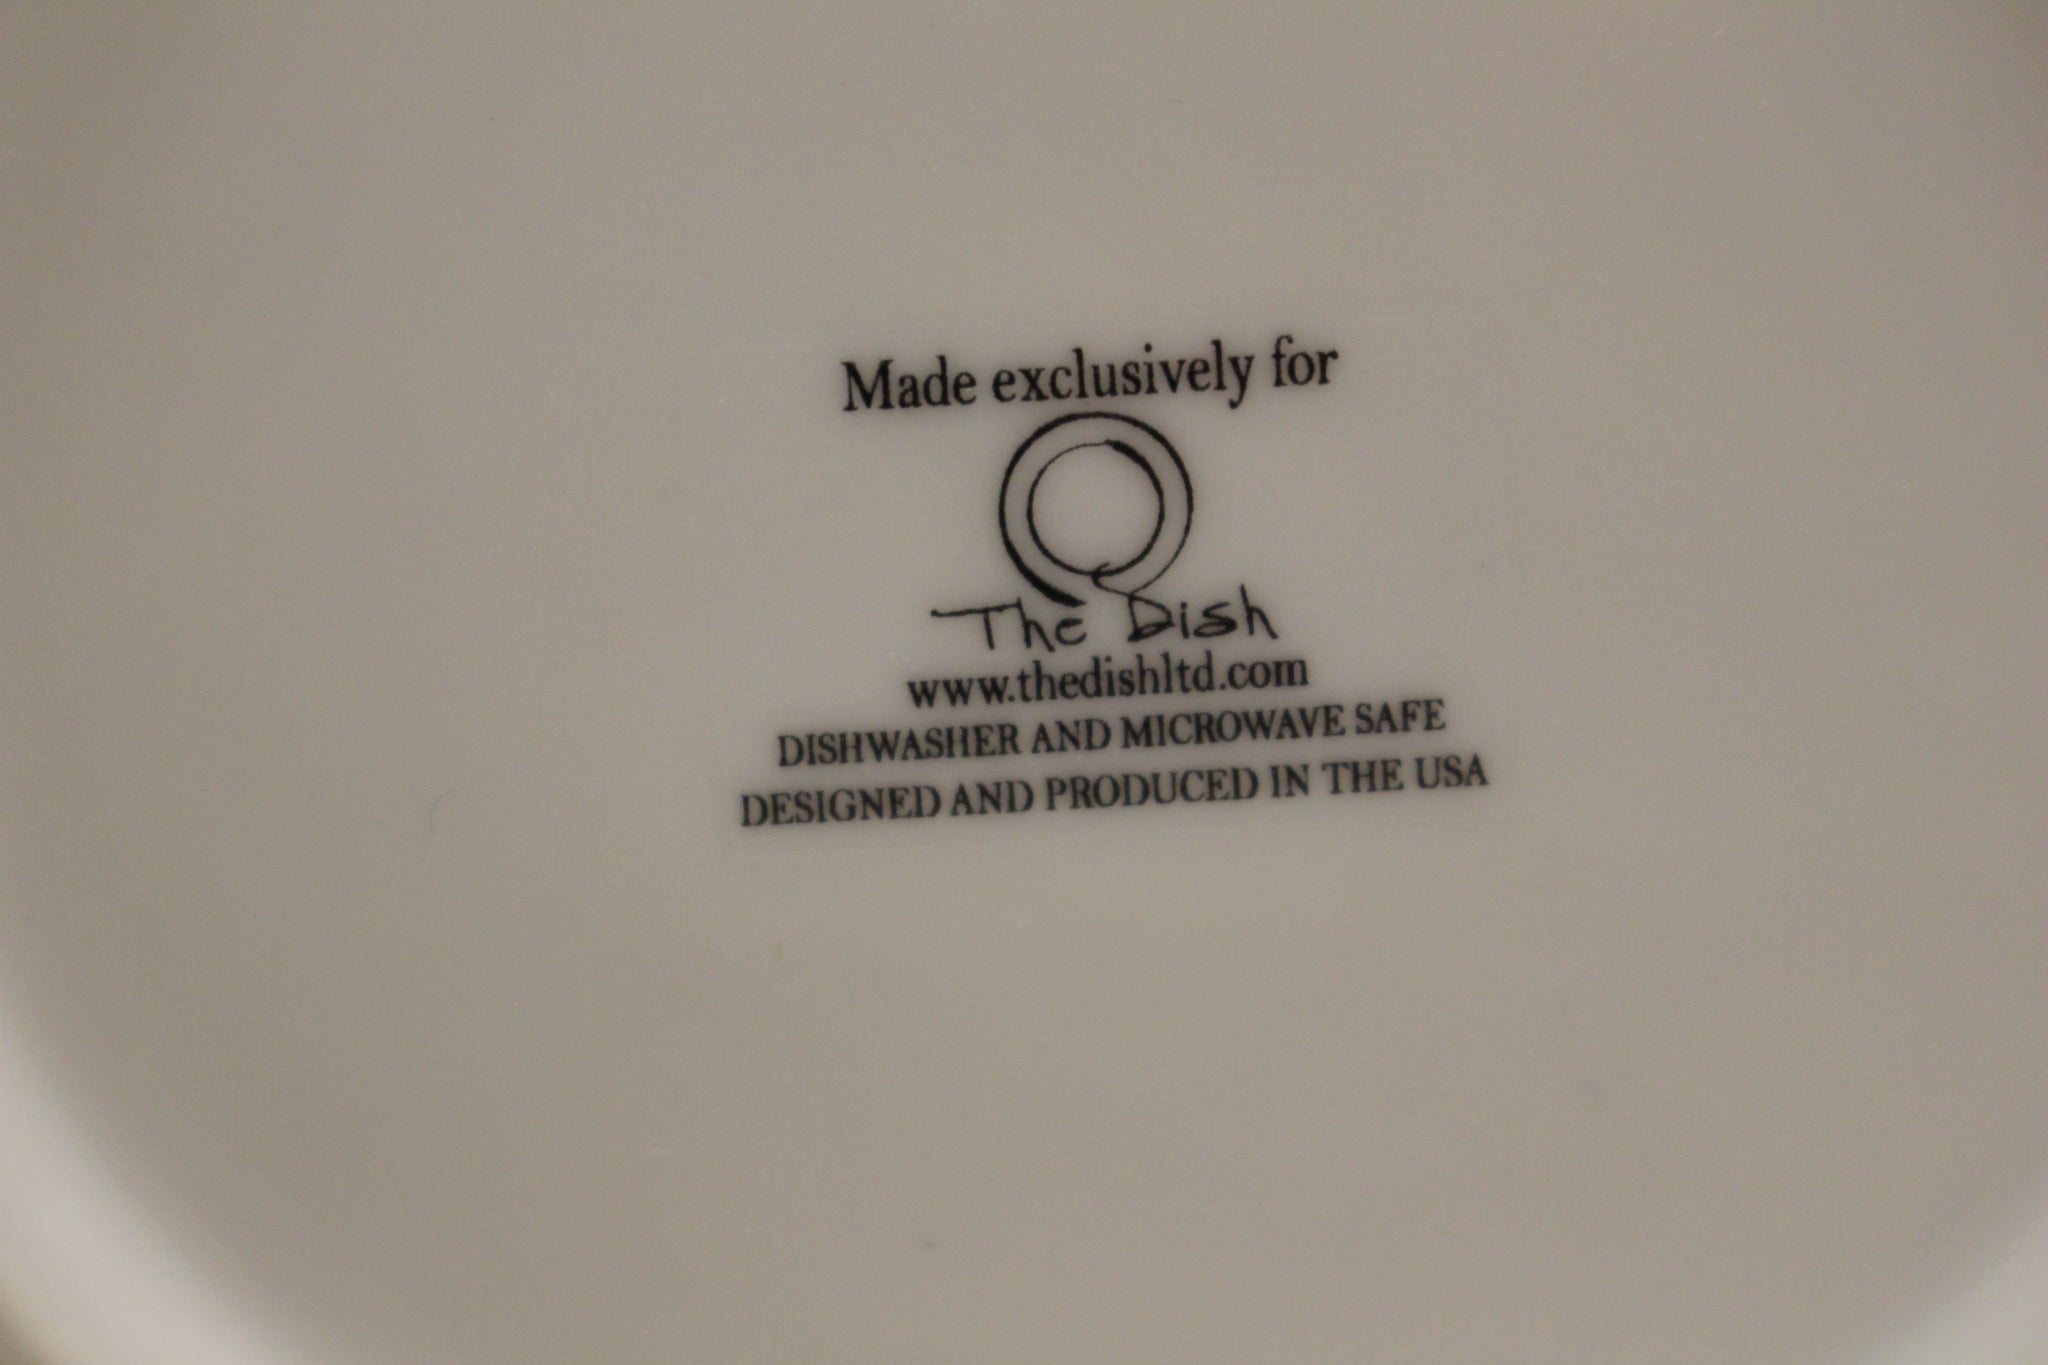 Made exclusively for
The Dish
www.thedishltd.com
DISHWASHER AND MICROWAVE SAFE
DESIGNED AND PRODUCED IN THE USA